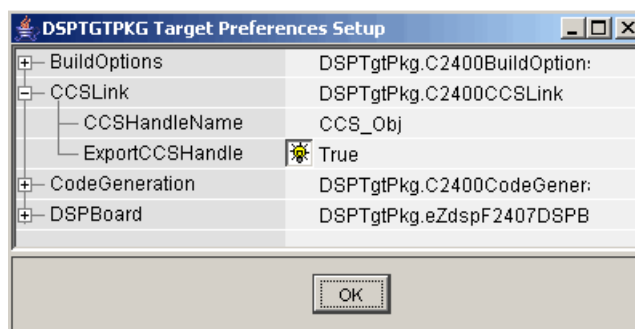 DSPTGTPKG Target Preferences Setup
BuildOptions DSPTgtPkg.C2400BuildOption:
CCSLink DSPTgtPkg.C2400CCSLink
CCSHandleName CCS_Obj
ExportCCSHandle True
CodeGeneration DSPTgtPkg.C2400CodeGener:
DSPBoard DSPTgtPkg.eZdspF2407DSPB
OK